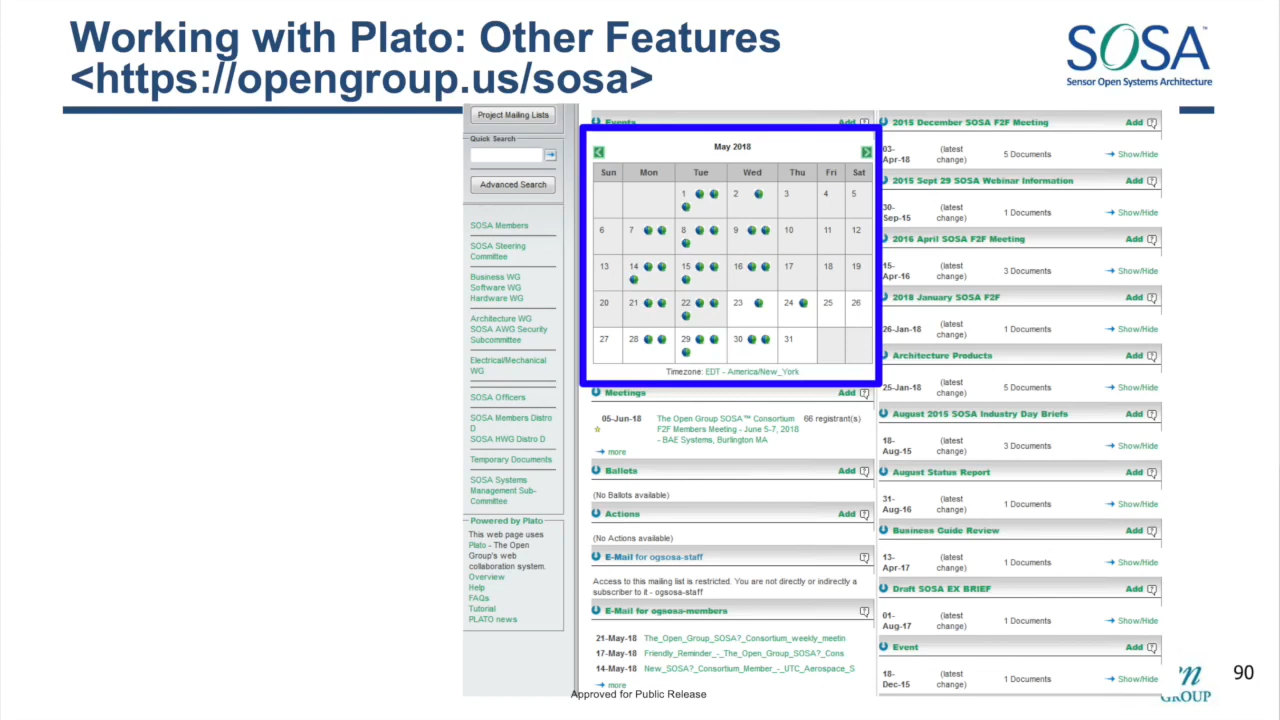 Working with Plato: Other Features
<https://opengroup.us/sosa>
SOSA™
Sensor Open Systems Architecture
Project Mailing Lists
Quick Search
Advanced Search
SOSA Members
SOSA Steering
Committee
Business WG
Software WG
Hardware WG
Architecture WG
SOSA AWG Security
Subcommittee
Electrical/Mechanical
WG
SOSA Officers
SOSA Members Distro
D
SOSA HWG Distro D
Temporary Documents
SOSA Systems
Management Sub-
Committee
Powered by Plato
This web page uses
Plato - The Open
Group's web
collaboration system.
Overview
Help
FAQs
Tutorial
PLATO news
Events Add ?
May 2018
Sun Mon Tue Wed Thu Fri Sat
1 2 3 4 5
6 7 8 9 10 11 12
13 14 15 16 17 18 19
20 21 22 23 24 25 26
27 28 29 30 31
Timezone: EDT - America/New_York
Meetings Add ?
05-Jun-18 The Open Group SOSA™ Consortium 66 registrant(s)
F2F Members Meeting - June 5-7, 2018
- BAE Systems, Burlington MA
more
Ballots Add ?
(No Ballots available)
Actions Add ?
(No Actions available)
E-Mail for ogsosa-staff ?
Access to this mailing list is restricted. You are not directly or indirectly a
subscriber to it - ogsosa-staff
E-Mail for ogsosa-members ?
21-May-18 The_Open_Group_SOSA?_Consortium_weekly_meetin
17-May-18 Friendly_Reminder_-_The_Open_Group_SOSA?_Cons
14-May-18 New_SOSA?_Consortium_Member_-_UTC_Aerospace_S
more
2015 December SOSA F2F Meeting Add ?
03-
Apr-18 (latest change) 5 Documents Show/Hide
2015 Sept 29 SOSA Webinar Information Add ?
30-
Sep-15 (latest change) 1 Documents Show/Hide
2016 April SOSA F2F Meeting Add ?
15-
Apr-16 (latest change) 3 Documents Show/Hide
2018 January SOSA F2F Add ?
26-Jan-18 (latest change) 1 Documents Show/Hide
Architecture Products Add ?
25-Jan-18 (latest change) 5 Documents Show/Hide
August 2015 SOSA Industry Day Briefs Add ?
18-
Aug-15 (latest change) 3 Documents Show/Hide
August Status Report Add ?
31-
Aug-16 (latest change) 1 Documents Show/Hide
Business Guide Review Add ?
13-
Apr-17 (latest change) 1 Documents Show/Hide
Draft SOSA EX BRIEF Add ?
01-
Aug-17 (latest change) 1 Documents Show/Hide
Event Add ?
18-
Dec-15 (latest change) 1 Documents Show/Hide
Approved for Public Release
GROUP
90